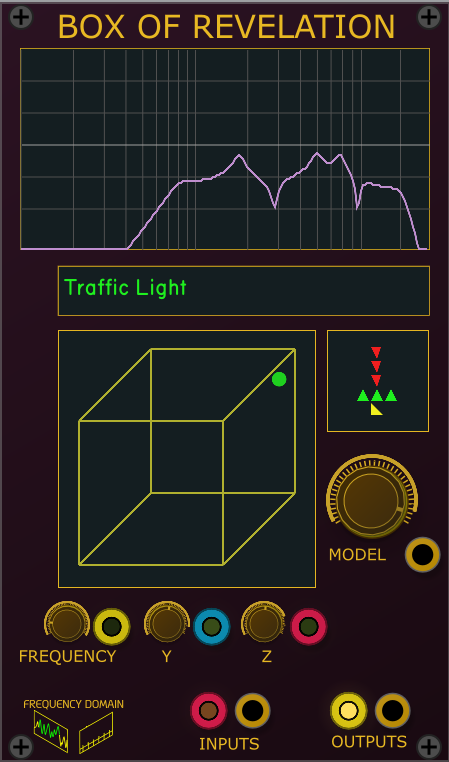 BOX OF REVELATION
Traffic Light
MODEL
FREQUENCY Y Z
FREQUENCY DOMAIN
INPUTS OUTPUTS